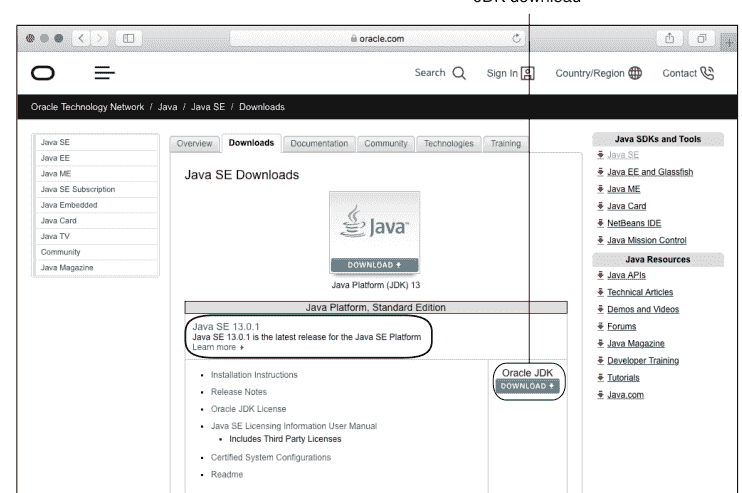 JDK download
oracle.com
Search
Sign In
Country/Region
Contact
Oracle Technology Network / Java / Java SE / Downloads
Java SE
Java EE
Java ME
Java SE Subscription
Java Embedded
Java Card
Java TV
Community
Java Magazine
Overview
Downloads
Documentation
Community
Technologies
Training
Java SE Downloads
Java
DOWNLOAD
Java Platform (JDK) 13
Java Platform, Standard Edition
Java SE 13.0.1
Java SE 13.0.1 is the latest release for the Java SE Platform
Learn more
• Installation Instructions
• Release Notes
• Oracle JDK License
• Java SE Licensing Information User Manual
• Includes Third Party Licenses
• Certified System Configurations
• Readme
Oracle JDK
DOWNLOAD
Java SDKs and Tools
Java SE
Java EE and Glassfish
Java ME
Java Card
NetBeans IDE
Java Mission Control
Java Resources
Java APIs
Technical Articles
Demos and Videos
Forums
Java Magazine
Developer Training
Tutorials
Java.com